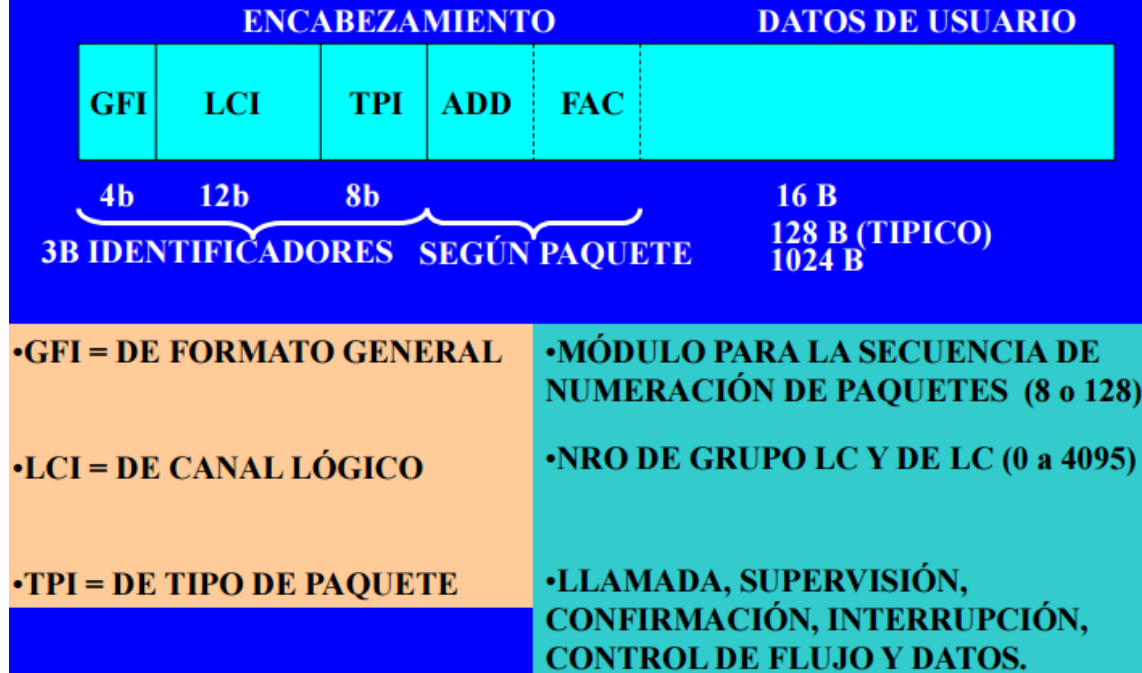 ENCABEZAMIENTO DATOS DE USUARIO
GFI LCI TPI ADD FAC
4b 12b 8b
3B IDENTIFICADORES SEGÚN PAQUETE
16 B
128 B (TIPICO)
1024 B
•GFI = DE FORMATO GENERAL
•MÓDULO PARA LA SECUENCIA DE
NUMERACIÓN DE PAQUETES (8 o 128)
•LCI = DE CANAL LÓGICO
•NRO DE GRUPO LC Y DE LC (0 a 4095)
•TPI = DE TIPO DE PAQUETE
•LLAMADA, SUPERVISIÓN,
CONFIRMACIÓN, INTERRUPCIÓN,
CONTROL DE FLUJO Y DATOS.